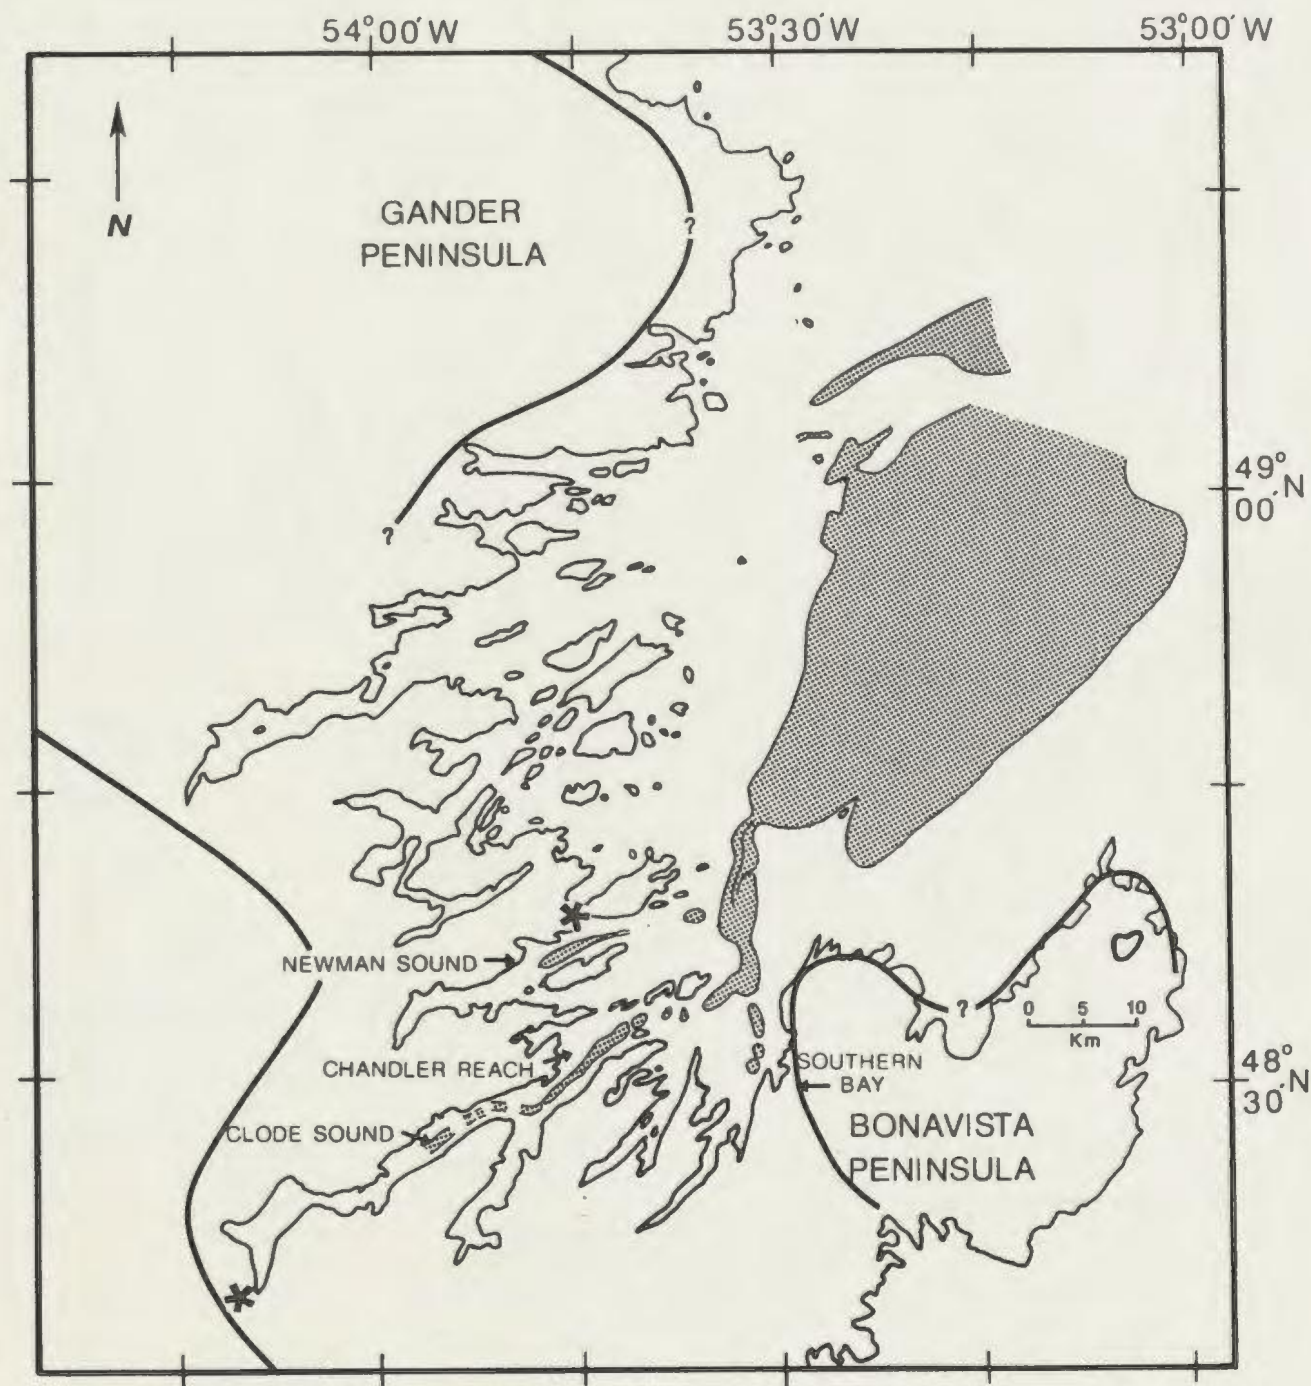 54°00′W
53°30′W
53°00′W
N
GANDER
PENINSULA
?
49°
00′N
?
NEWMAN SOUND
?
0 5 10
Km
CHANDLER REACH
SOUTHERN
BAY
48°
30′N
CLODE SOUND
BONAVISTA
PENINSULA